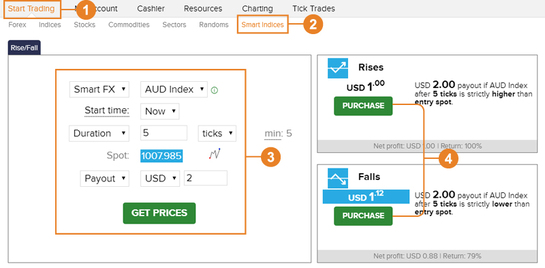 Start Trading 1 Account Cashier Resources Charting Tick Trades
Forex Indices Stocks Commodities Sectors Randoms Smart Indices 2
Rise/Fall
Smart FX AUD Index
Start time: Now
Duration 5 ticks min: 5
Spot: 1007.985
Payout USD 2
GET PRICES
3
Rises
USD 1.00
PURCHASE
USD 2.00 payout if AUD Index
after 5 ticks is strictly higher than
entry spot.
Net profit: USD 1.00 | Return: 100%
4
Falls
USD 1.12
PURCHASE
USD 2.00 payout if AUD Index
after 5 ticks is strictly lower than
entry spot.
Net profit: USD 0.88 | Return: 79%